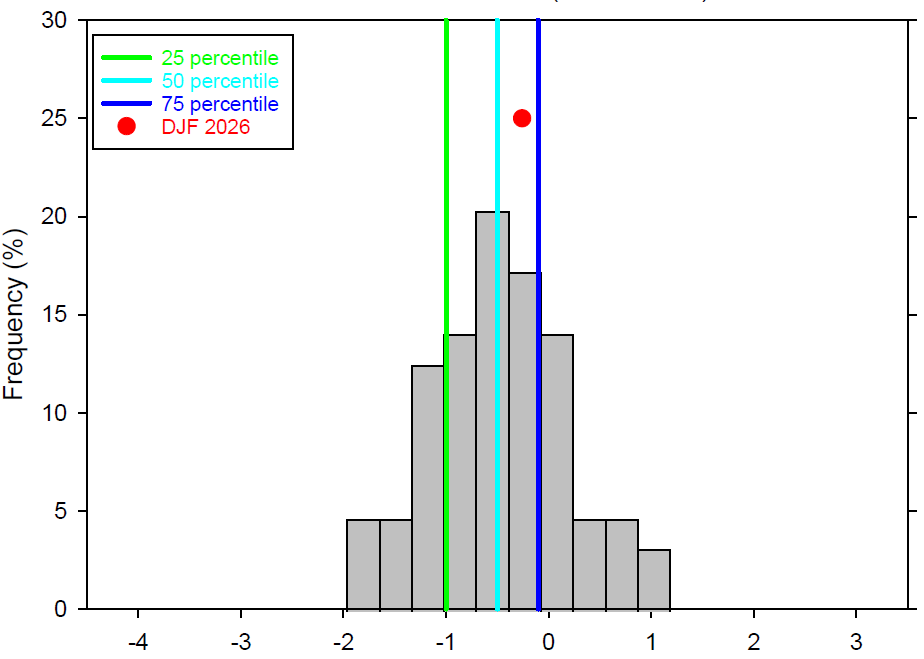 30
25 percentile
50 percentile
75 percentile
DJF 2026
25
20
15
10
5
0
Frequency (%)
-4 -3 -2 -1 0 1 2 3